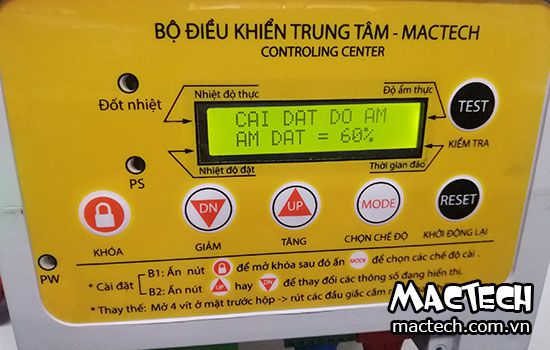 BỘ ĐIỀU KHIỂN TRUNG TÂM - MACTECH
CONTROLING CENTER
Đốt nhiệt
Nhiệt độ thực
Độ ẩm thực
CAI DAT DO AM
AM DAT = 60%
Nhiệt độ đặt
Thời gian đảo
TEST
KIỂM TRA
PS
DN
UP
MODE
RESET
KHÓA
GIẢM
TĂNG
CHỌN CHẾ ĐỘ
KHỞI ĐỘNG LẠI
PW
* Cài đặt
B1: Ấn nút để mở khóa sau đó ấn MODE để chọn các chế độ cài .
B2: Ấn nút UP hay DN để thay đổi các thông số đang hiển thị.
* Thay thế: Mở 4 vít ở mặt trước hộp -> rút các đầu giắc cắm
MACTECH
mactech.com.vn